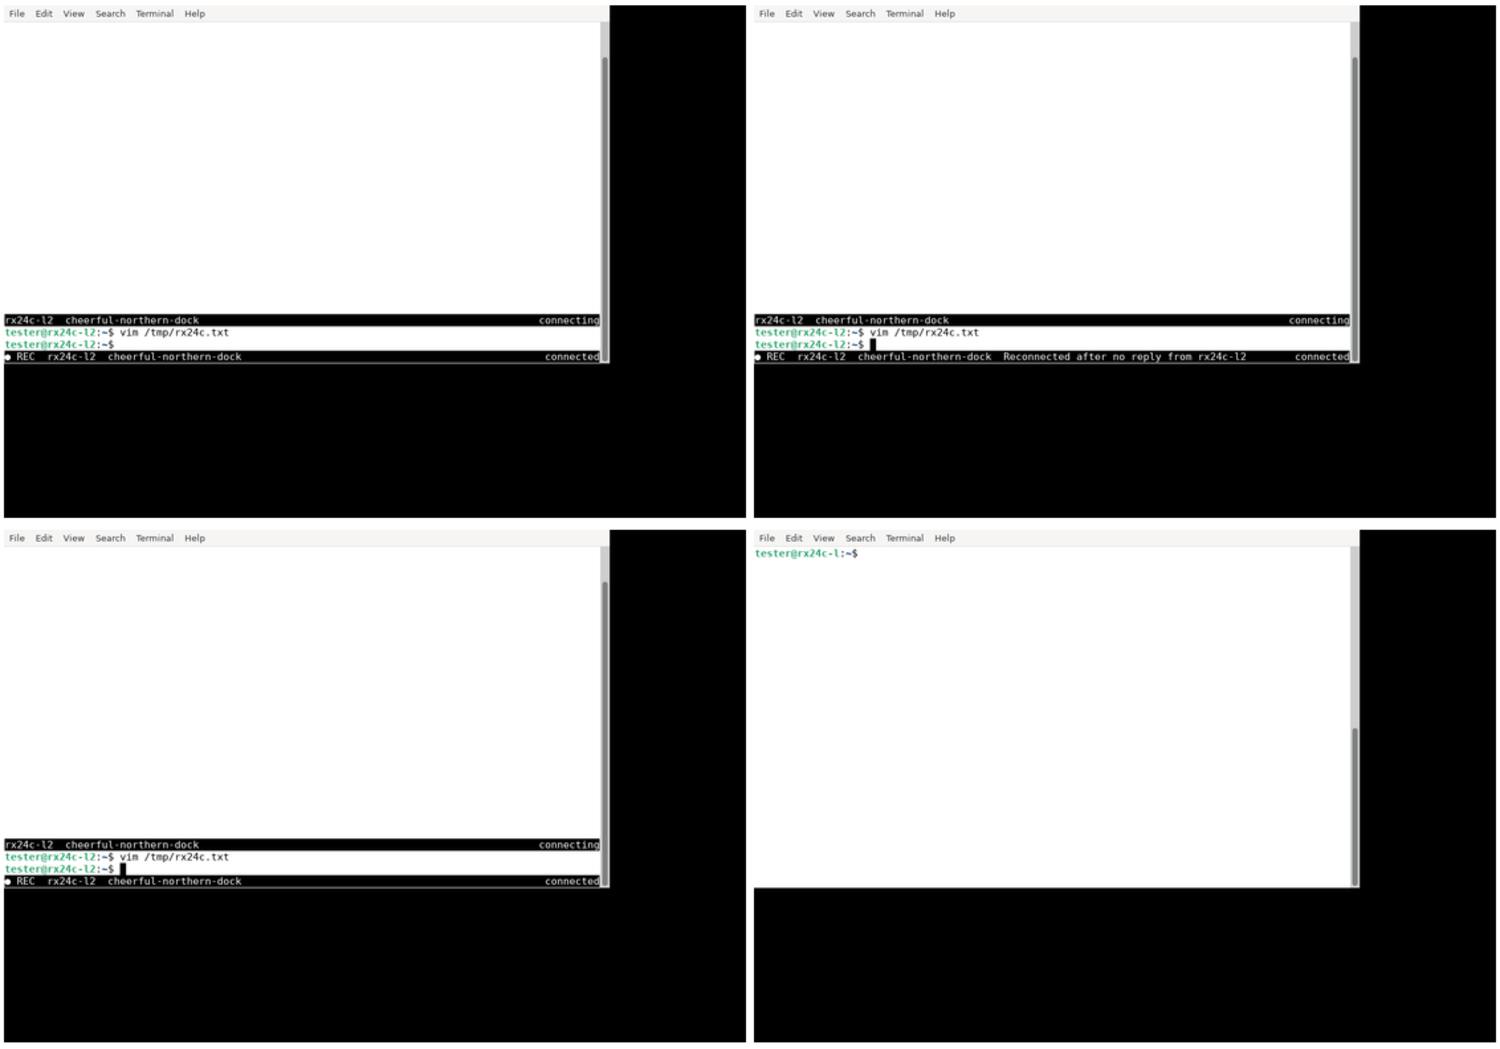 File Edit View Search Terminal Help
rx24c-l2 cheerful-northern-dock connecting
tester@rx24c-l2:~$ vim /tmp/rx24c.txt
tester@rx24c-l2:~$
● REC rx24c-l2 cheerful-northern-dock connected
File Edit View Search Terminal Help
rx24c-l2 cheerful-northern-dock connecting
tester@rx24c-l2:~$ vim /tmp/rx24c.txt
tester@rx24c-l2:~$
● REC rx24c-l2 cheerful-northern-dock Reconnected after no reply from rx24c-l2 connected
File Edit View Search Terminal Help
rx24c-l2 cheerful-northern-dock connecting
tester@rx24c-l2:~$ vim /tmp/rx24c.txt
tester@rx24c-l2:~$
● REC rx24c-l2 cheerful-northern-dock connected
File Edit View Search Terminal Help
tester@rx24c-l:~$